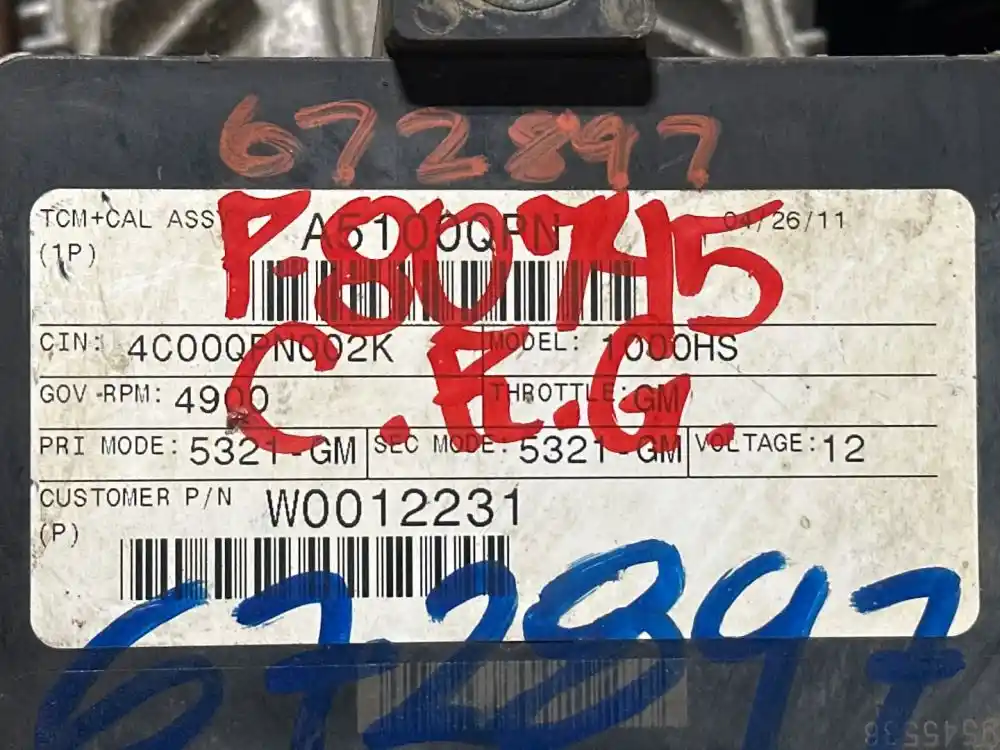 672897
TCM+CAL ASSY A5100QPN 04/26/11
(1P)
P-80745
CIN: 4C00QPN002K MODEL: 1000HS
C.R.G.
GOV-RPM: 4900 THROTTLE: GM
PRI MODE: 5321-GM SEC MODE: 5321-GM VOLTAGE: 12
CUSTOMER P/N W0012231
(P)
672897